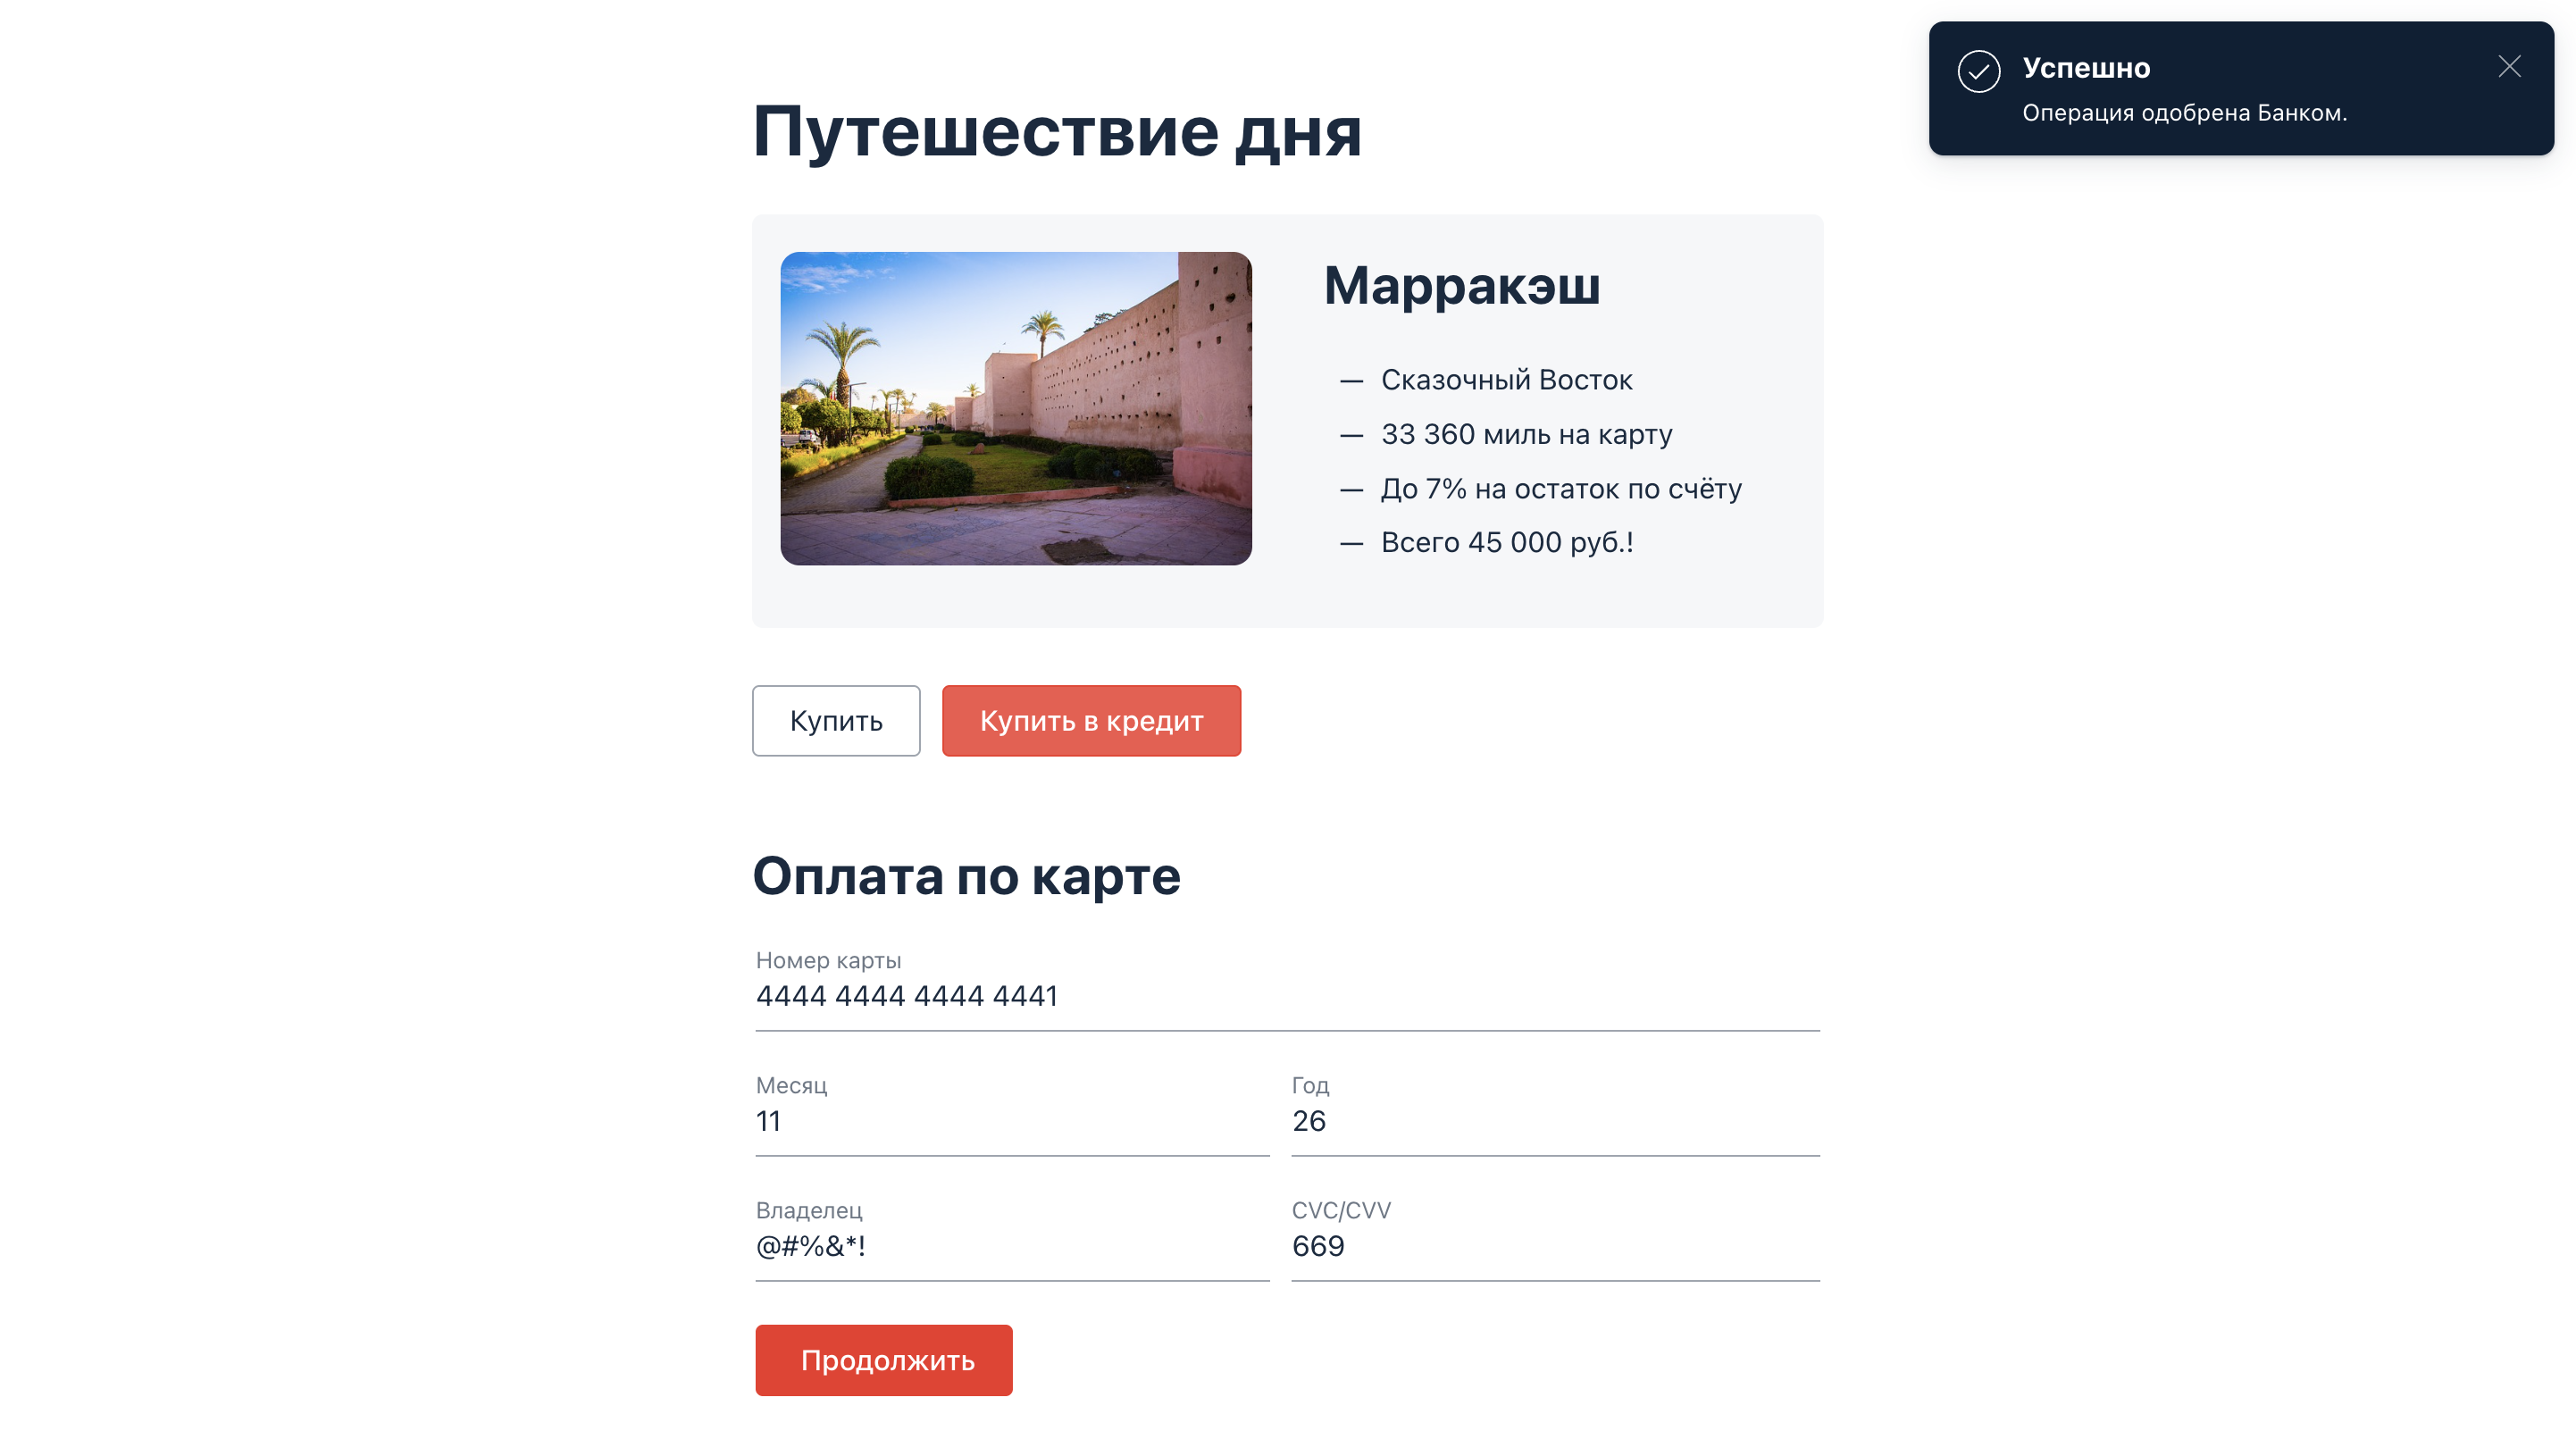 Успешно
Операция одобрена Банком.
Путешествие дня
Марракэш
— Сказочный Восток
— 33 360 миль на карту
— До 7% на остаток по счёту
— Всего 45 000 руб.!
Купить
Купить в кредит
Оплата по карте
Номер карты
4444 4444 4444 4441
Месяц
11
Год
26
Владелец
@#%&*!
CVC/CVV
669
Продолжить